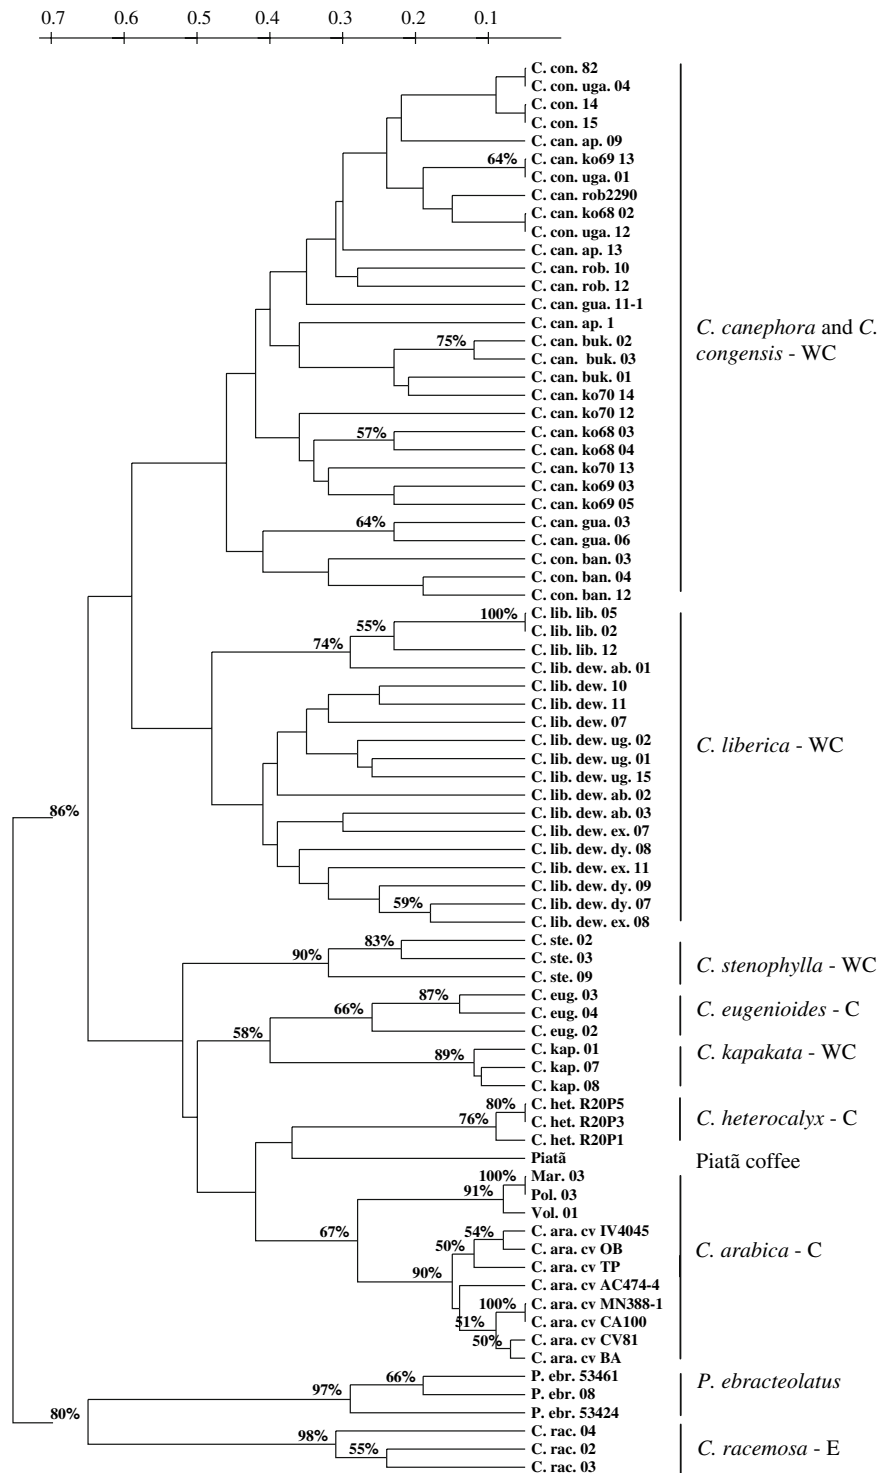 0.7 0.6 0.5 0.4 0.3 0.2 0.1
C. con. 82
C. con. uga. 04
C. con. 14
C. con. 15
C. can. ap. 09
64% C. can. ko69 13
C. con. uga. 01
C. can. rob2290
C. can. ko68 02
C. con. uga. 12
C. can. ap. 13
C. can. rob. 10
C. can. rob. 12
C. can. gua. 11-1
C. can. ap. 1
75% C. can. buk. 02
C. can. buk. 03
C. can. buk. 01
C. can. ko70 14
C. can. ko70 12
57% C. can. ko68 03
C. can. ko68 04
C. can. ko70 13
C. can. ko69 03
C. can. ko69 05
64% C. can. gua. 03
C. can. gua. 06
C. con. ban. 03
C. con. ban. 04
C. con. ban. 12
C. canephora and C.
congensis - WC
100% C. lib. lib. 05
55% C. lib. lib. 02
74% C. lib. lib. 12
C. lib. dew. ab. 01
C. lib. dew. 10
C. lib. dew. 11
C. lib. dew. 07
C. lib. dew. ug. 02
C. lib. dew. ug. 01
C. lib. dew. ug. 15
C. lib. dew. ab. 02
86% C. lib. dew. ab. 03
C. lib. dew. ex. 07
C. lib. dew. dy. 08
C. lib. dew. ex. 11
C. lib. dew. dy. 09
59% C. lib. dew. dy. 07
C. lib. dew. ex. 08
C. liberica - WC
83% C. ste. 02
90% C. ste. 03
C. ste. 09
C. stenophylla - WC
87% C. eug. 03
66% C. eug. 04
58% C. eug. 02
C. eugenioides - C
89% C. kap. 01
C. kap. 07
C. kap. 08
C. kapakata - WC
80% C. het. R20P5
76% C. het. R20P3
C. het. R20P1
C. heterocalyx - C
Piatã
Piatã coffee
100% Mar. 03
91% Pol. 03
Vol. 01
67% 54% C. ara. cv IV4045
50% C. ara. cv OB
90% C. ara. cv TP
C. ara. cv AC474-4
100% C. ara. cv MN388-1
51% C. ara. cv CA100
50% C. ara. cv CV81
C. ara. cv BA
C. arabica - C
66% P. ebr. 53461
97% P. ebr. 08
80% P. ebr. 53424
P. ebracteolatus
98% C. rac. 04
55% C. rac. 02
C. rac. 03
C. racemosa - E